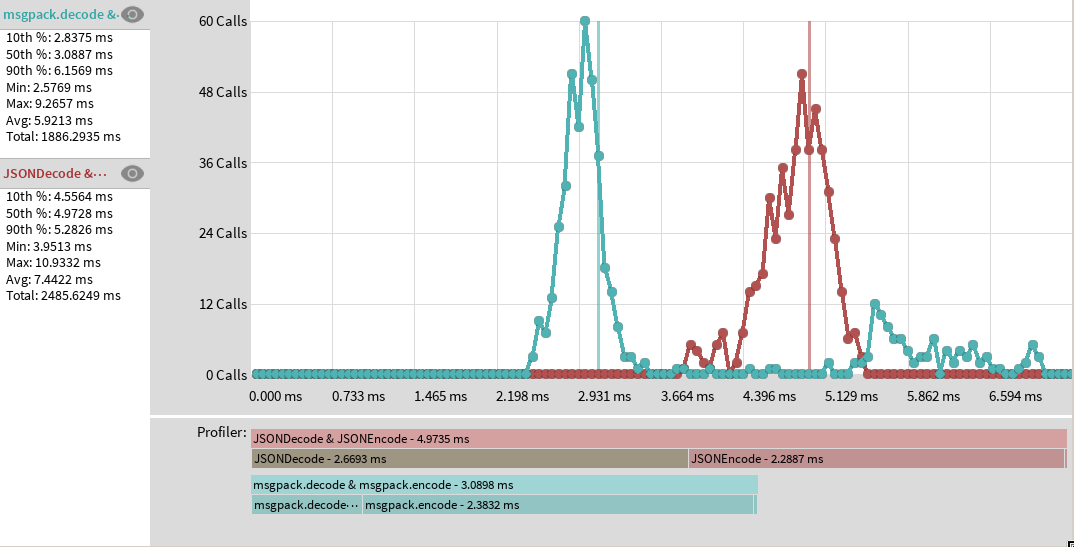 msgpack.decode &·
10th %: 2.8375 ms
50th %: 3.0887 ms
90th %: 6.1569 ms
Min: 2.5769 ms
Max: 9.2657 ms
Avg: 5.9213 ms
Total: 1886.2935 ms
JSONDecode &···
10th %: 4.5564 ms
50th %: 4.9728 ms
90th %: 5.2826 ms
Min: 3.9513 ms
Max: 10.9332 ms
Avg: 7.4422 ms
Total: 2485.6249 ms
60 Calls
48 Calls
36 Calls
24 Calls
12 Calls
0 Calls
0.000 ms 0.733 ms 1.465 ms 2.198 ms 2.931 ms 3.664 ms 4.396 ms 5.129 ms 5.862 ms 6.594 ms
Profiler: JSONDecode & JSONEncode - 4.9735 ms
JSONDecode - 2.6693 ms JSONEncode - 2.2887 ms
msgpack.decode & msgpack.encode - 3.0898 ms
msgpack.decode··· msgpack.encode - 2.3832 ms